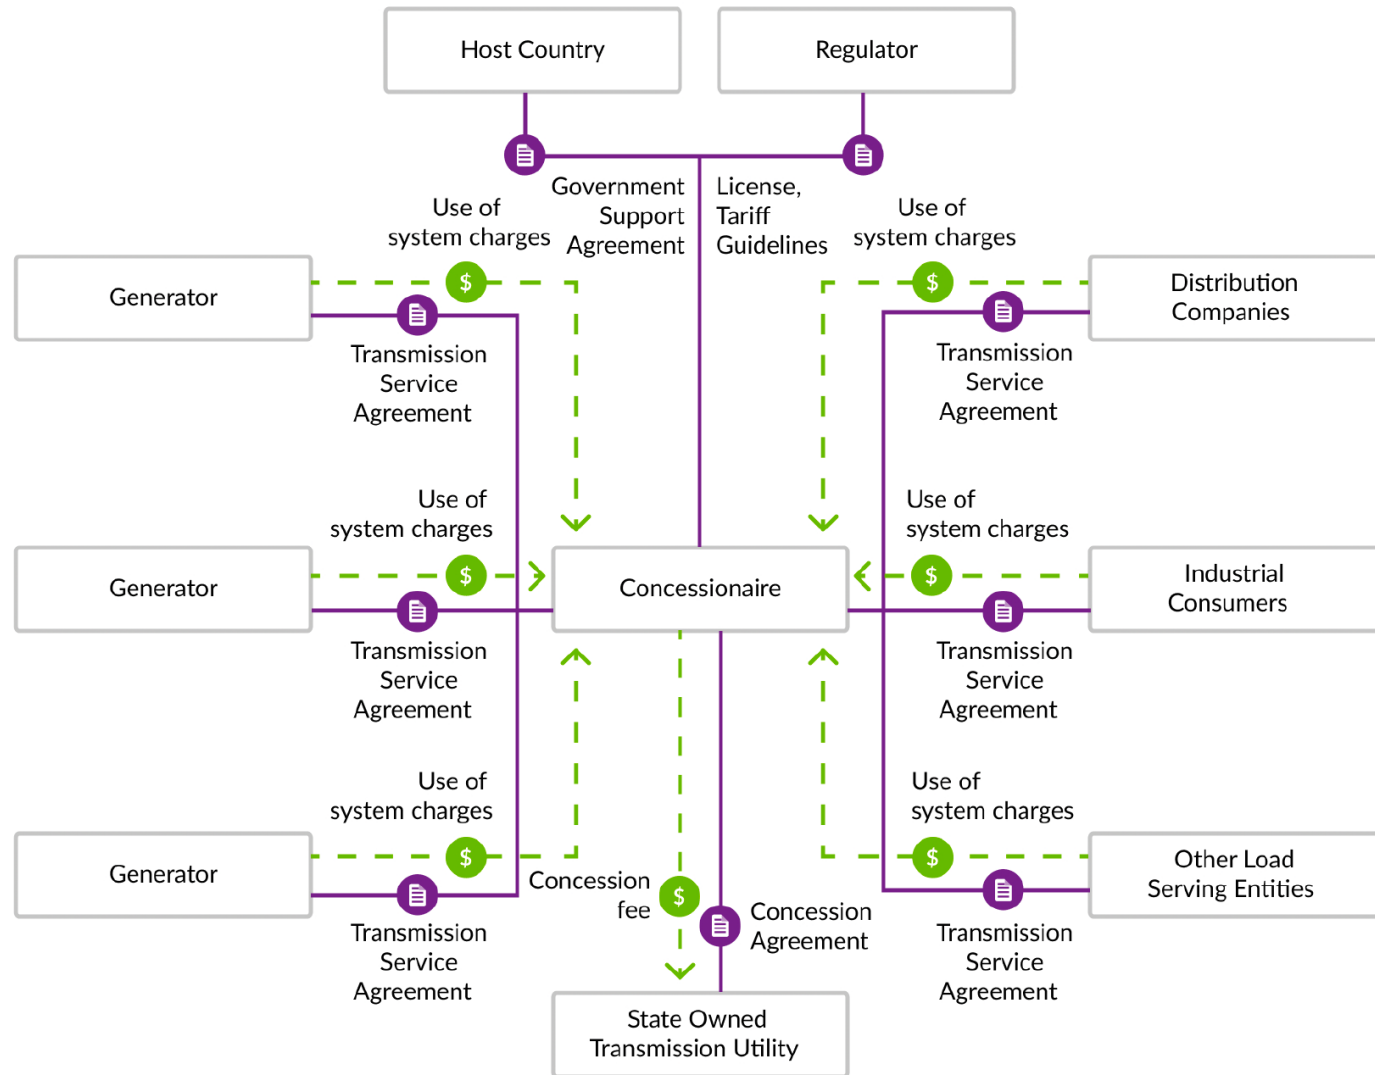 Host Country
Regulator
Government
Support
Agreement
License,
Tariff
Guidelines
Use of
system charges
$
Use of
system charges
$
Generator
Distribution
Companies
Transmission
Service
Agreement
Transmission
Service
Agreement
Use of
system charges
$
Use of
system charges
$
Generator
Concessionaire
Industrial
Consumers
Transmission
Service
Agreement
Transmission
Service
Agreement
Use of
system charges
$
Use of
system charges
$
Generator
Other Load
Serving Entities
Concession
fee
$
Concession
Agreement
Transmission
Service
Agreement
Transmission
Service
Agreement
State Owned
Transmission Utility